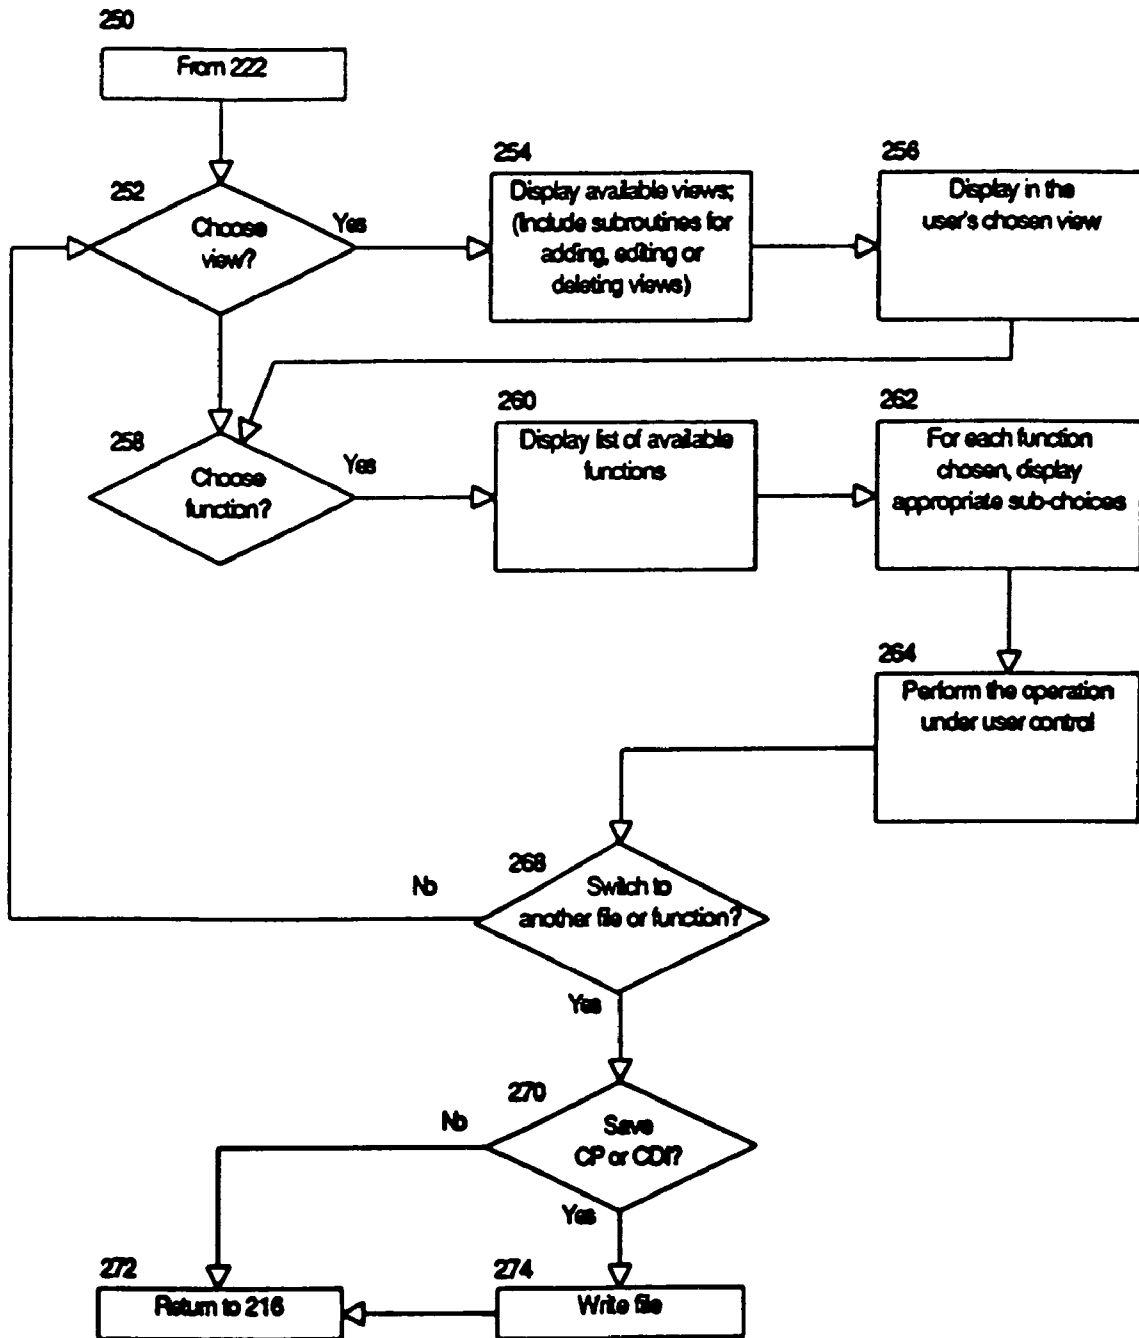 250
From 222
252
Choose
view?
Yes
254
Display available views;
(Include subroutines for
adding, editing or
deleting views)
256
Display in the
user's chosen view
258
Choose
function?
Yes
260
Display list of available
functions
262
For each function
chosen, display
appropriate sub-choices
264
Perform the operation
under user control
268
Switch to
another file or function?
No
Yes
270
Save
CP or CDI?
No
Yes
272
Return to 216
274
Write file